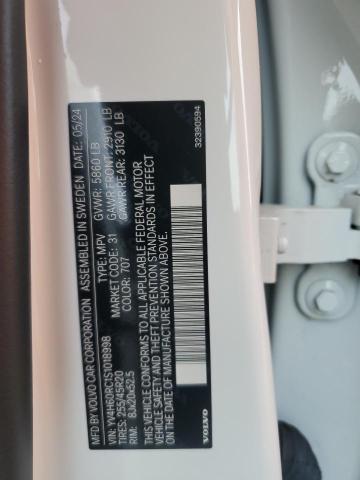 MFD BY VOLVO CAR CORPORATION ASSEMBLED IN SWEDEN DATE: 05/24
GVWR: 5860 LB
GAWR FRONT: 2910 LB
VIN: YV4H60RC1S1018998 TYPE: MPV GAWR REAR: 3130 LB
TIRES: 255/45R20 MARKET CODE: 31
RIM: 8Jx20x52.5 COLOR: 707
THIS VEHICLE CONFORMS TO ALL APPLICABLE FEDERAL MOTOR
VEHICLE SAFETY AND THEFT PREVENTION STANDARDS IN EFFECT
ON THE DATE OF MANUFACTURE SHOWN ABOVE.
VOLVO
32390594